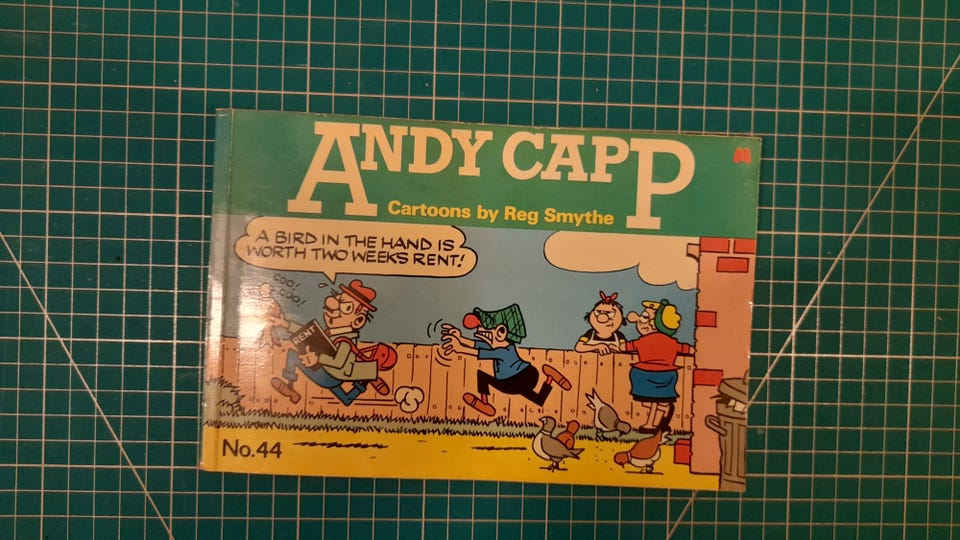 ANDY CAPP
Cartoons by Reg Smythe
A BIRD IN THE HAND IS
WORTH TWO WEEKS RENT!
COO!
COO!
RENT
No.44